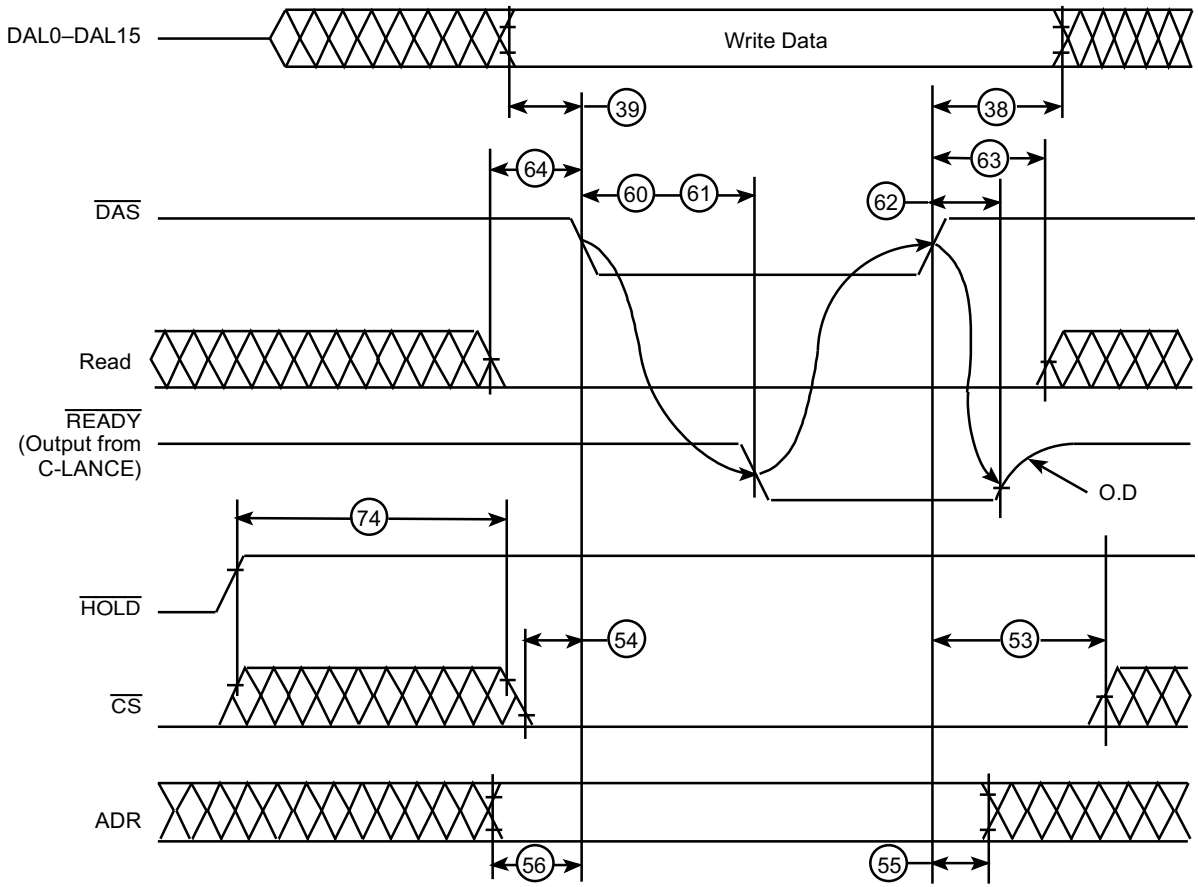 DAL0–DAL15
Write Data
39
38
64
63
60
61
62
DAS
Read
READY
(Output from
C-LANCE)
O.D
74
HOLD
54
53
CS
ADR
56
55